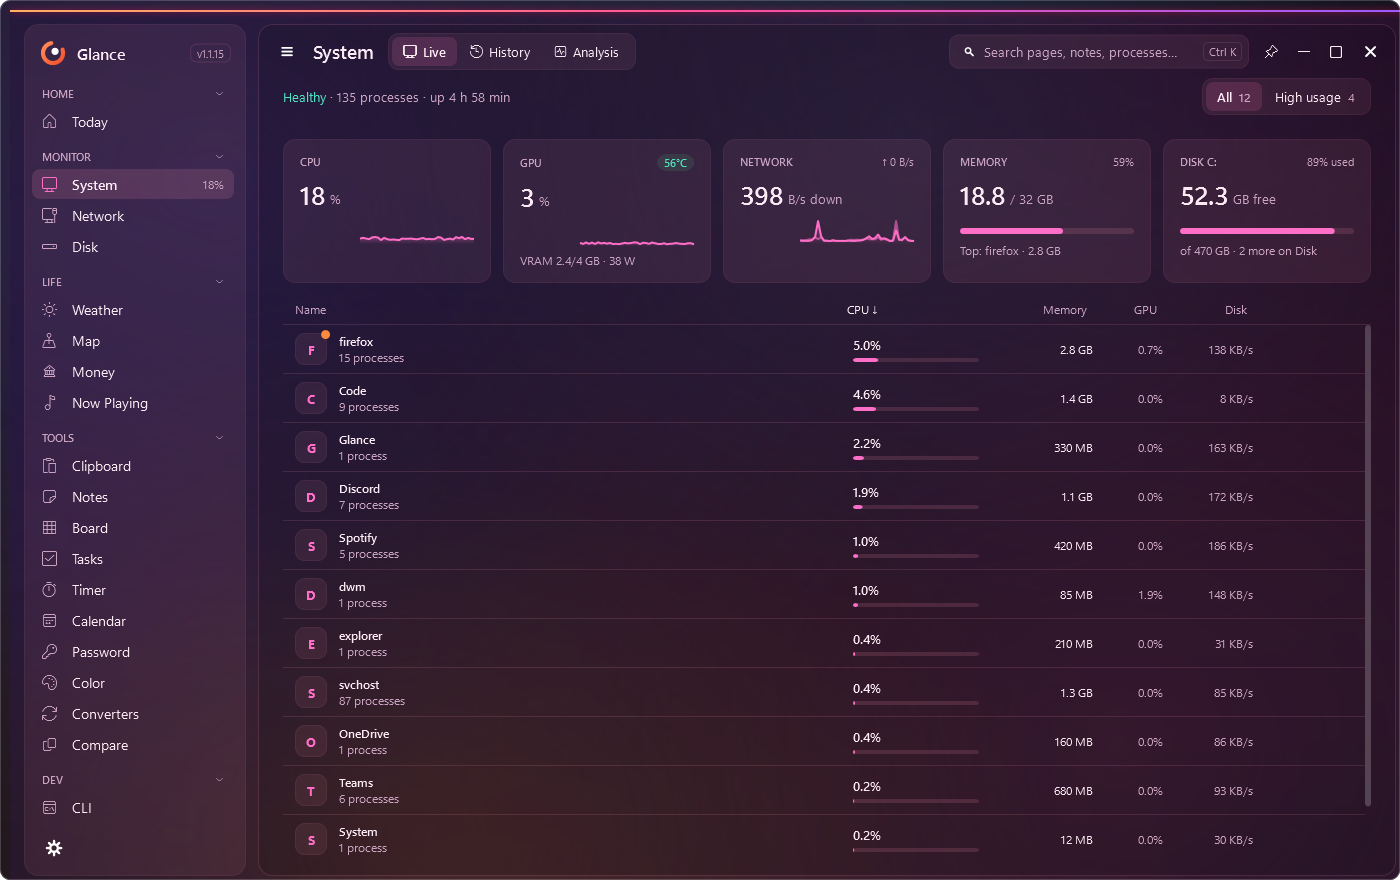 Glance v1.1.15
HOME
Today
MONITOR
System 18%
Network
Disk
LIFE
Weather
Map
Money
Now Playing
TOOLS
Clipboard
Notes
Board
Tasks
Timer
Calendar
Password
Color
Converters
Compare
DEV
CLI
System Live History Analysis Search pages, notes, processes... Ctrl K
Healthy · 135 processes · up 4 h 58 min All 12 High usage 4
CPU
18 %
GPU 56°C
3 %
VRAM 2.4/4 GB · 38 W
NETWORK ↑ 0 B/s
398 B/s down
MEMORY 59%
18.8 / 32 GB
Top: firefox · 2.8 GB
DISK C: 89% used
52.3 GB free
of 470 GB · 2 more on Disk
Name CPU ↓ Memory GPU Disk
F firefox 5.0% 2.8 GB 0.7% 138 KB/s
15 processes
C Code 4.6% 1.4 GB 0.0% 8 KB/s
9 processes
G Glance 2.2% 330 MB 0.0% 163 KB/s
1 process
D Discord 1.9% 1.1 GB 0.0% 172 KB/s
7 processes
S Spotify 1.0% 420 MB 0.0% 186 KB/s
5 processes
D dwm 1.0% 85 MB 1.9% 148 KB/s
1 process
E explorer 0.4% 210 MB 0.0% 31 KB/s
1 process
S svchost 0.4% 1.3 GB 0.0% 85 KB/s
87 processes
O OneDrive 0.4% 160 MB 0.0% 86 KB/s
1 process
T Teams 0.2% 680 MB 0.0% 93 KB/s
6 processes
S System 0.2% 12 MB 0.0% 30 KB/s
1 process